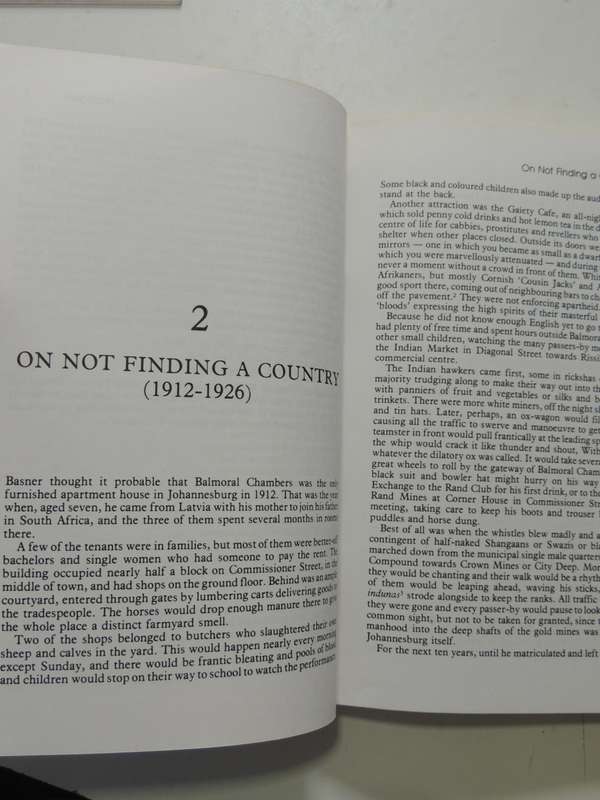 2
ON NOT FINDING A COUNTRY
(1912-1926)
Basner thought it probable that Balmoral Chambers was the only
furnished apartment house in Johannesburg in 1912. That was the year
when, aged seven, he came from Latvia with his mother to join his father
in South Africa, and the three of them spent several months in rooms
there.
A few of the tenants were in families, but most of them were better-off
bachelors and single women who had someone to pay the rent. The
building occupied nearly half a block on Commissioner Street, in the
middle of town, and had shops on the ground floor. Behind was an ample
courtyard, entered through gates by lumbering carts delivering goods to
the tradespeople. The horses would drop enough manure there to give
the whole place a distinct farmyard smell.
Two of the shops belonged to butchers who slaughtered their own
sheep and calves in the yard. This would happen nearly every morning
except Sunday, and there would be frantic bleating and pools of blood,
and children would stop on their way to school to watch the performance.
On Not Finding a
Some black and coloured children also made up the aud
stand at the back.
Another attraction was the Gaiety Cafe, an all-nig
which sold penny cold drinks and hot lemon tea in the d
centre of life for cabbies, prostitutes and revellers who
shelter when other places closed. Outside its doors we
mirrors — one in which you became as small as a dwarf
which you were marvellously attenuated — and during
never a moment without a crowd in front of them. Whi
Afrikaners, but mostly Cornish 'Cousin Jacks' and A
good sport there, coming out of neighbouring bars to ch
off the pavement.² They were not enforcing apartheid,
'bloods' expressing the high spirits of their masterful
Because he did not know enough English yet to go t
had plenty of free time and spent hours outside Balmora
other small children, watching the many passers-by mo
the Indian Market in Diagonal Street towards Rissi
commercial centre.
The Indian hawkers came first, some in rickshas
majority trudging along to make their way out into th
with panniers of fruit and vegetables or silks and b
trinkets. There were more white miners, off the night sh
and tin hats. Later, perhaps, an ox-wagon would fil
causing all the traffic to swerve and manoeuvre to get
teamster in front would pull frantically at the leading sp
the whip would crack it like thunder and shout, With
whatever the dilatory ox was called. It would take seve
great wheels to roll by the gateway of Balmoral Cham
black suit and bowler hat might hurry on his way
Exchange to the Rand Club for his first drink, or to th
Rand Mines at Corner House in Commissioner Str
meeting, taking care to keep his boots and trouser
puddles and horse dung.
Best of all was when the whistles blew madly and a
contingent of half-naked Shangaans or Swazis or bla
marched down from the municipal single male quarter
Compound towards Crown Mines or City Deep. Mor
they would be chanting and their walk would be a rhyth
of them would be leaping ahead, waving his sticks,
indunas³ strode alongside to keep the ranks. All traffic
they were gone and every passer-by would pause to look
common sight, but not to be taken for granted, since t
manhood into the deep shafts of the gold mines was
Johannesburg itself.
For the next ten years, until he matriculated and left